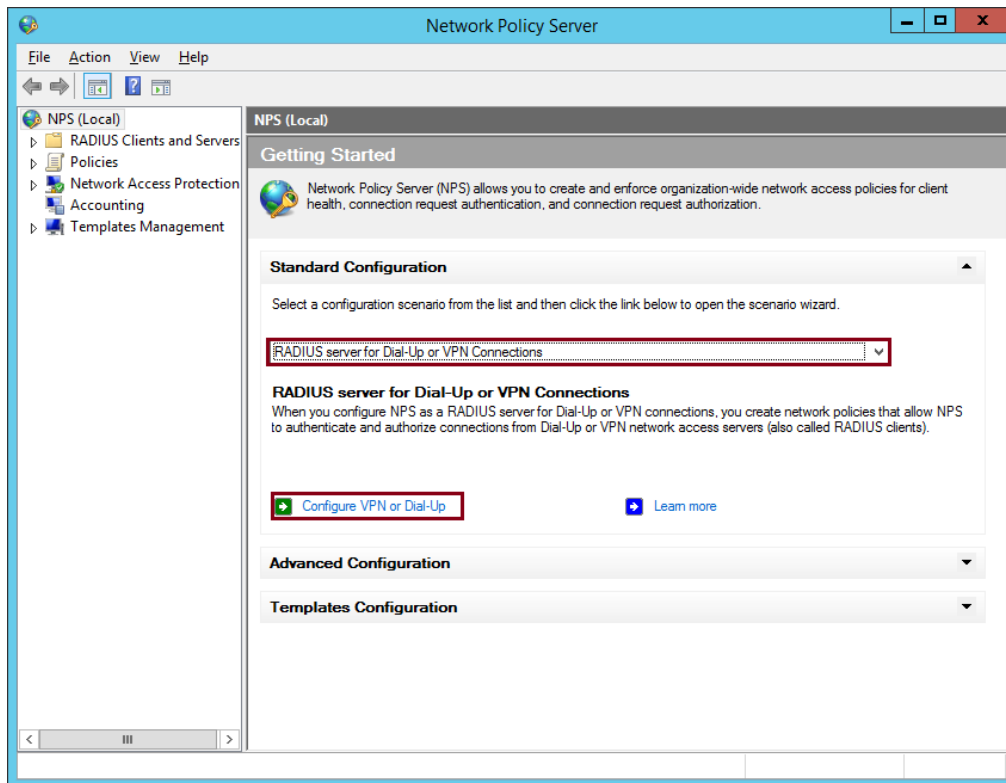 Network Policy Server
File Action View Help
NPS (Local)
RADIUS Clients and Servers
Policies
Network Access Protection
Accounting
Templates Management
NPS (Local)
Getting Started
Network Policy Server (NPS) allows you to create and enforce organization-wide network access policies for client
health, connection request authentication, and connection request authorization.
Standard Configuration
Select a configuration scenario from the list and then click the link below to open the scenario wizard.
RADIUS server for Dial-Up or VPN Connections
RADIUS server for Dial-Up or VPN Connections
When you configure NPS as a RADIUS server for Dial-Up or VPN connections, you create network policies that allow NPS
to authenticate and authorize connections from Dial-Up or VPN network access servers (also called RADIUS clients).
Configure VPN or Dial-Up Learn more
Advanced Configuration
Templates Configuration